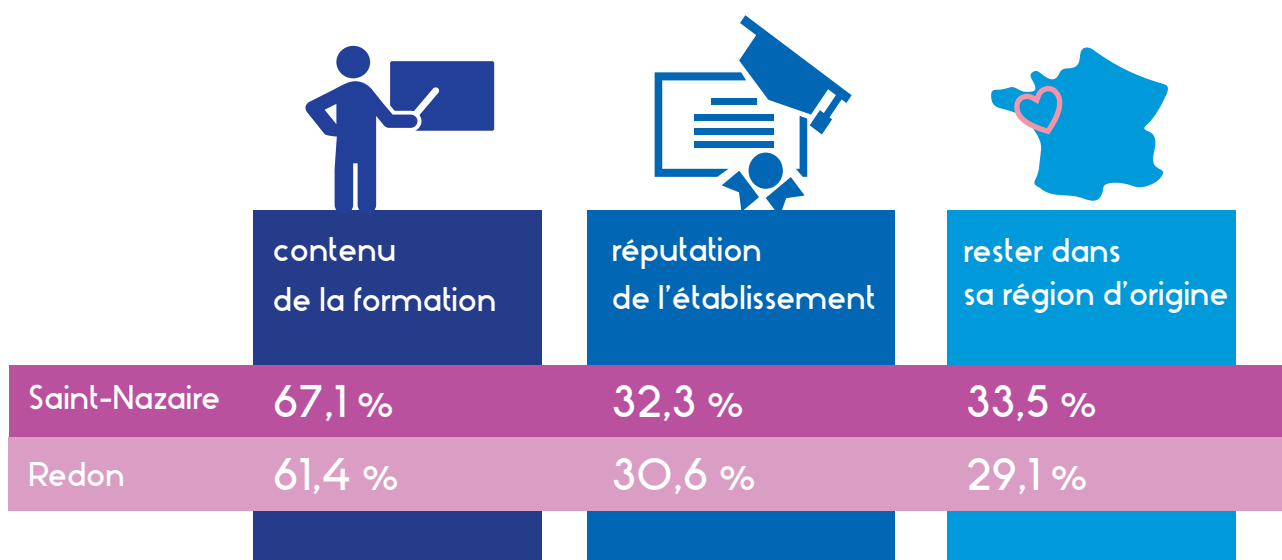 contenu
de la formation
réputation
de l'établissement
rester dans
sa région d'origine
Saint-Nazaire 67,1 % 32,3 % 33,5 %
Redon 61,4 % 30,6 % 29,1 %